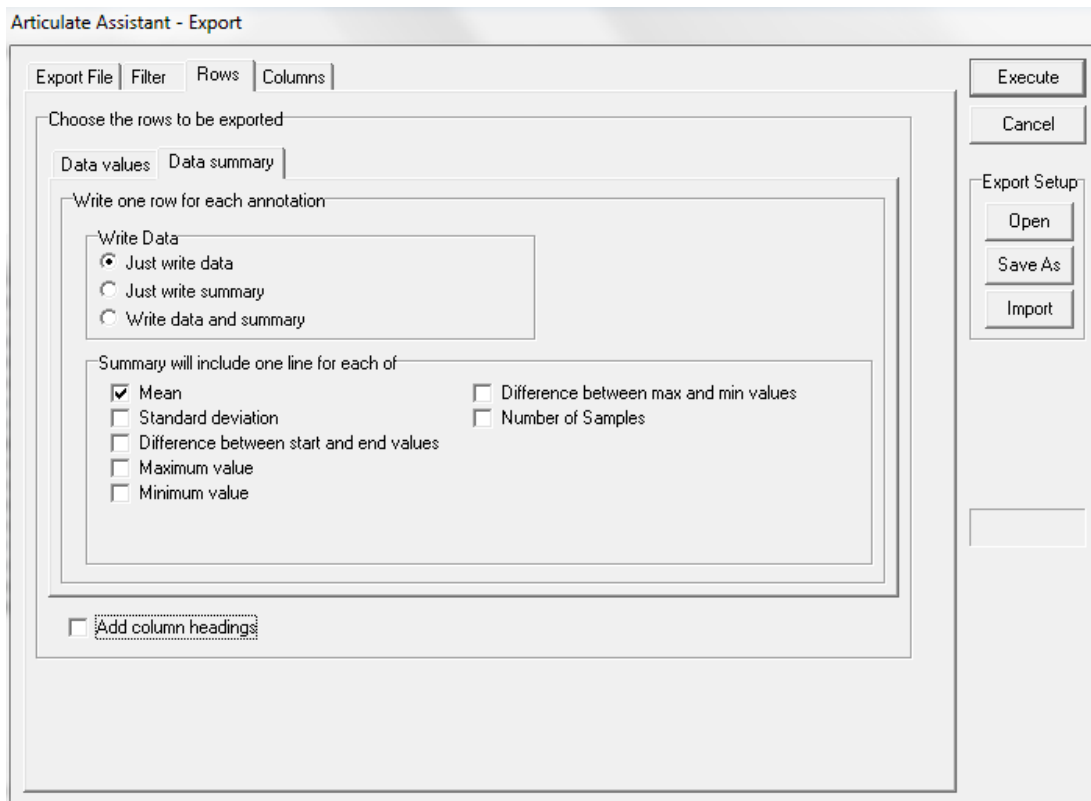 Articulate Assistant - Export
Export File Filter Rows Columns
Execute
Cancel
Choose the rows to be exported
Data values Data summary
Export Setup
Open
Save As
Import
Write one row for each annotation
Write Data
Just write data
Just write summary
Write data and summary
Summary will include one line for each of
Mean
Standard deviation
Difference between start and end values
Maximum value
Minimum value
Difference between max and min values
Number of Samples
Add column headings